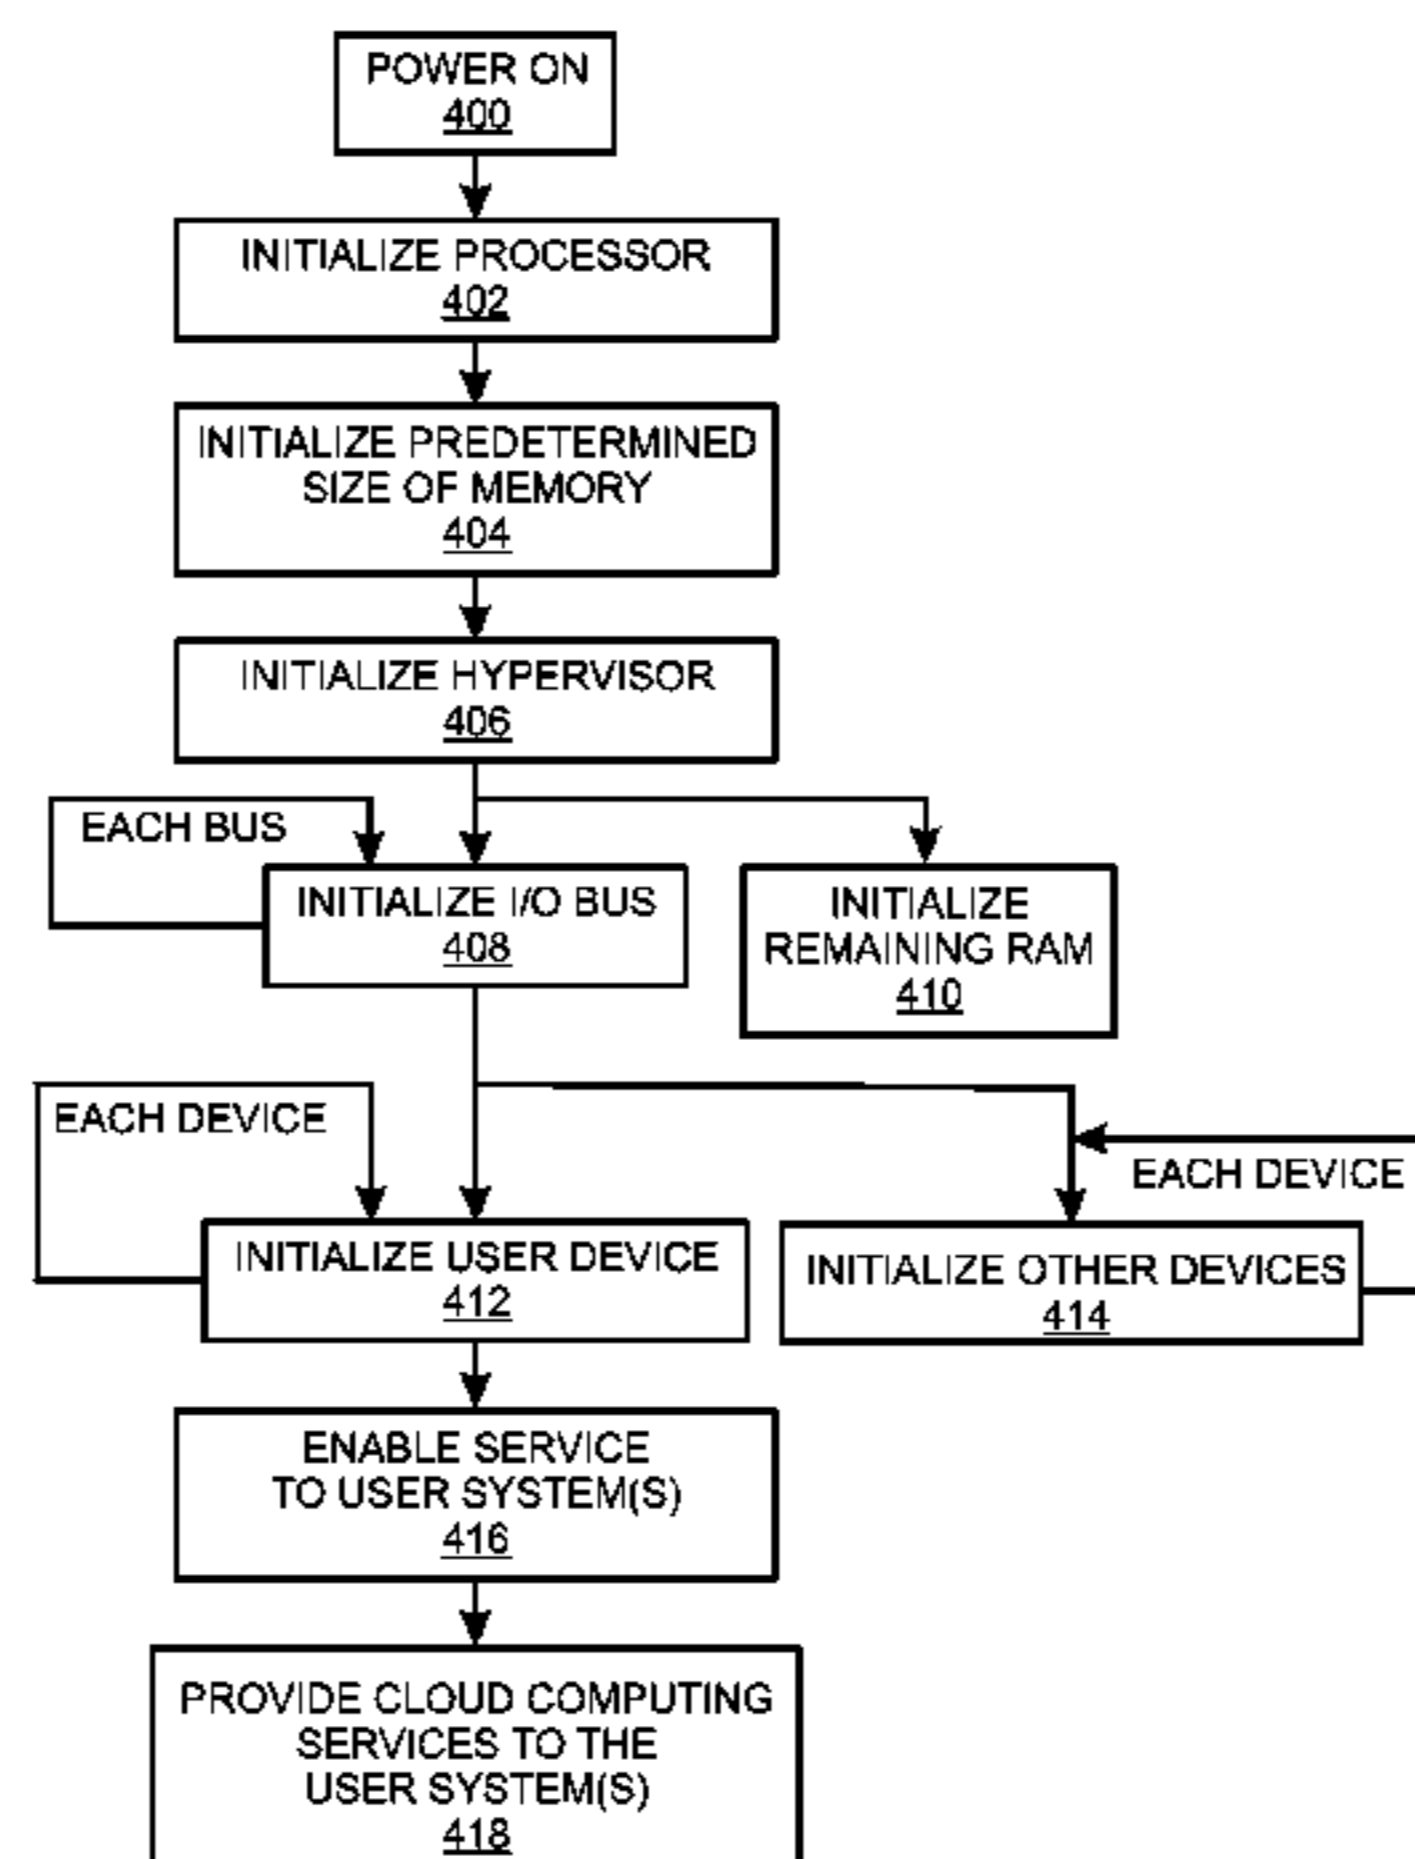 POWER ON
400
INITIALIZE PROCESSOR
402
INITIALIZE PREDETERMINED
SIZE OF MEMORY
404
INITIALIZE HYPERVISOR
406
EACH BUS
INITIALIZE I/O BUS
408
INITIALIZE
REMAINING RAM
410
EACH DEVICE
EACH DEVICE
INITIALIZE USER DEVICE
412
INITIALIZE OTHER DEVICES
414
ENABLE SERVICE
TO USER SYSTEM(S)
416
PROVIDE CLOUD COMPUTING
SERVICES TO THE
USER SYSTEM(S)
418